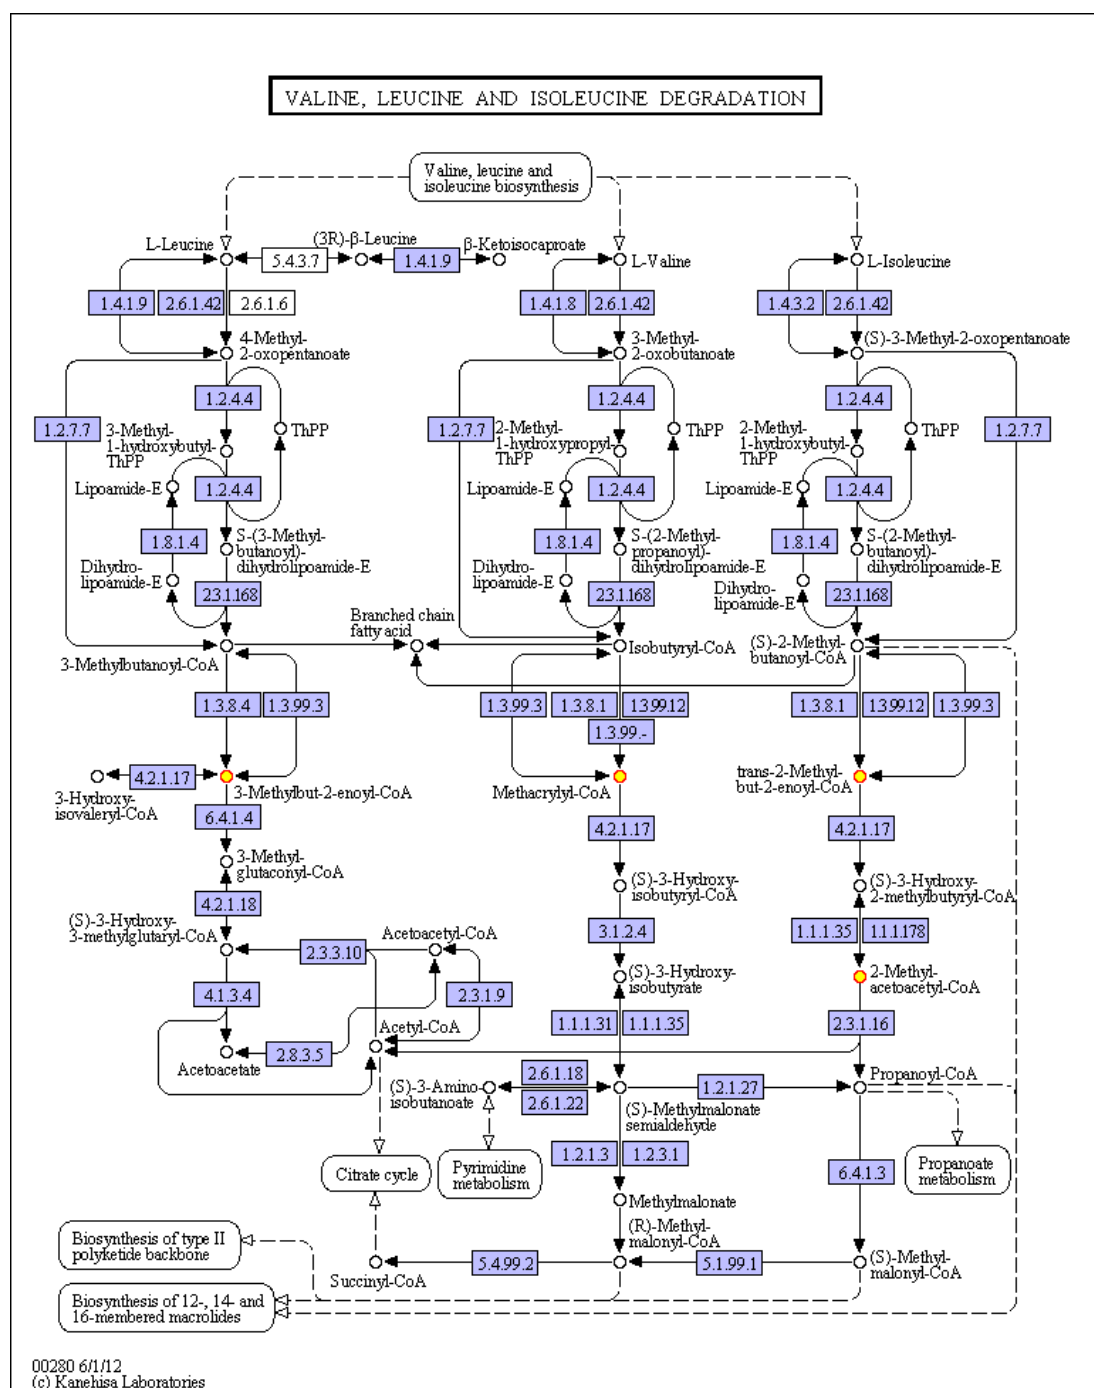 VALINE, LEUCINE AND ISOLEUCINE DEGRADATION
Valine, leucine and
isoleucine biosynthesis
L-Leucine
(3R)-β-Leucine
β-Ketoisocaproate
L-Valine
L-Isoleucine
5.4.3.7
1.4.1.9
1.4.1.9
2.6.1.42
2.6.1.6
1.4.1.8
2.6.1.42
1.4.3.2
2.6.1.42
4-Methyl-
2-oxopentanoate
3-Methyl-
2-oxobutanoate
(S)-3-Methyl-2-oxopentanoate
1.2.4.4
1.2.4.4
1.2.4.4
1.2.7.7
3-Methyl-
1-hydroxybutyl-
ThPP
ThPP
1.2.7.7
2-Methyl-
1-hydroxypropyl-
ThPP
ThPP
2-Methyl-
1-hydroxybutyl-
ThPP
ThPP
1.2.7.7
Lipoamide-E
1.2.4.4
Lipoamide-E
1.2.4.4
Lipoamide-E
1.2.4.4
1.8.1.4
S-(3-Methyl-
butanoyl)-
dihydrolipoamide-E
1.8.1.4
S-(2-Methyl-
propanoyl)-
dihydrolipoamide-E
1.8.1.4
S-(2-Methyl-
butanoyl)-
dihydrolipoamide-E
Dihydro-
lipoamide-E
2.3.1.168
Dihydro-
lipoamide-E
2.3.1.168
Dihydro-
lipoamide-E
2.3.1.168
Branched chain
fatty acid
3-Methylbutanoyl-CoA
Isobutyryl-CoA
(S)-2-Methyl-
butanoyl-CoA
1.3.8.4
1.3.99.3
1.3.99.3
1.3.8.1
1.3.99.12
1.3.99.-
1.3.8.1
1.3.99.12
1.3.99.3
4.2.1.17
3-Hydroxy-
isovaleryl-CoA
3-Methylbut-2-enoyl-CoA
Methacrylyl-CoA
trans-2-Methyl-
but-2-enoyl-CoA
6.4.1.4
4.2.1.17
4.2.1.17
3-Methyl-
glutaconyl-CoA
(S)-3-Hydroxy-
isobutyryl-CoA
(S)-3-Hydroxy-
2-methylbutyryl-CoA
4.2.1.18
(S)-3-Hydroxy-
3-methylglutaryl-CoA
2.3.3.10
Acetoacetyl-CoA
3.1.2.4
1.1.1.35
1.1.1.178
4.1.3.4
2.3.1.9
(S)-3-Hydroxy-
isobutyrate
2-Methyl-
acetoacetyl-CoA
Acetyl-CoA
1.1.1.31
1.1.1.35
2.3.1.16
Acetoacetate
2.8.3.5
(S)-3-Amino-
isobutanoate
2.6.1.18
2.6.1.22
1.2.1.27
Propanoyl-CoA
(S)-Methylmalonate
semialdehyde
Citrate cycle
Pyrimidine
metabolism
1.2.1.3
1.2.3.1
6.4.1.3
Propanoate
metabolism
Methylmalonate
Biosynthesis of type II
polyketide backbone
(R)-Methyl-
malonyl-CoA
Succinyl-CoA
5.4.99.2
5.1.99.1
(S)-Methyl-
malonyl-CoA
Biosynthesis of 12-, 14- and
16-membered macrolides
00280 6/1/12
(c) Kanehisa Laboratories